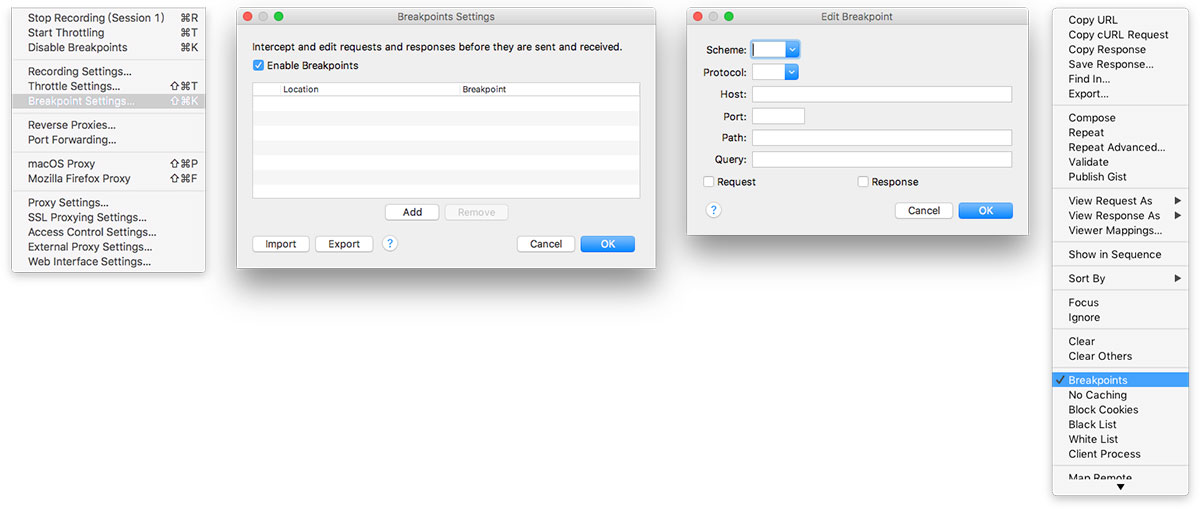 Stop Recording (Session 1) ⌘R
Start Throttling ⌘T
Disable Breakpoints ⌘K
Recording Settings...
Throttle Settings... ⇧⌘T
Breakpoint Settings... ⇧⌘K
Reverse Proxies...
Port Forwarding...
macOS Proxy ⇧⌘P
Mozilla Firefox Proxy ⇧⌘F
Proxy Settings...
SSL Proxying Settings...
Access Control Settings...
External Proxy Settings...
Web Interface Settings...
Breakpoints Settings
Intercept and edit requests and responses before they are sent and received.
Enable Breakpoints
Location Breakpoint
Add Remove
Import Export ? Cancel OK
Edit Breakpoint
Scheme:
Protocol:
Host:
Port:
Path:
Query:
Request Response
? Cancel OK
Copy URL
Copy cURL Request
Copy Response
Save Response...
Find In...
Export...
Compose
Repeat
Repeat Advanced...
Validate
Publish Gist
View Request As
View Response As
Viewer Mappings...
Show in Sequence
Sort By
Focus
Ignore
Clear
Clear Others
✓ Breakpoints
No Caching
Block Cookies
Black List
White List
Client Process
Map Remote